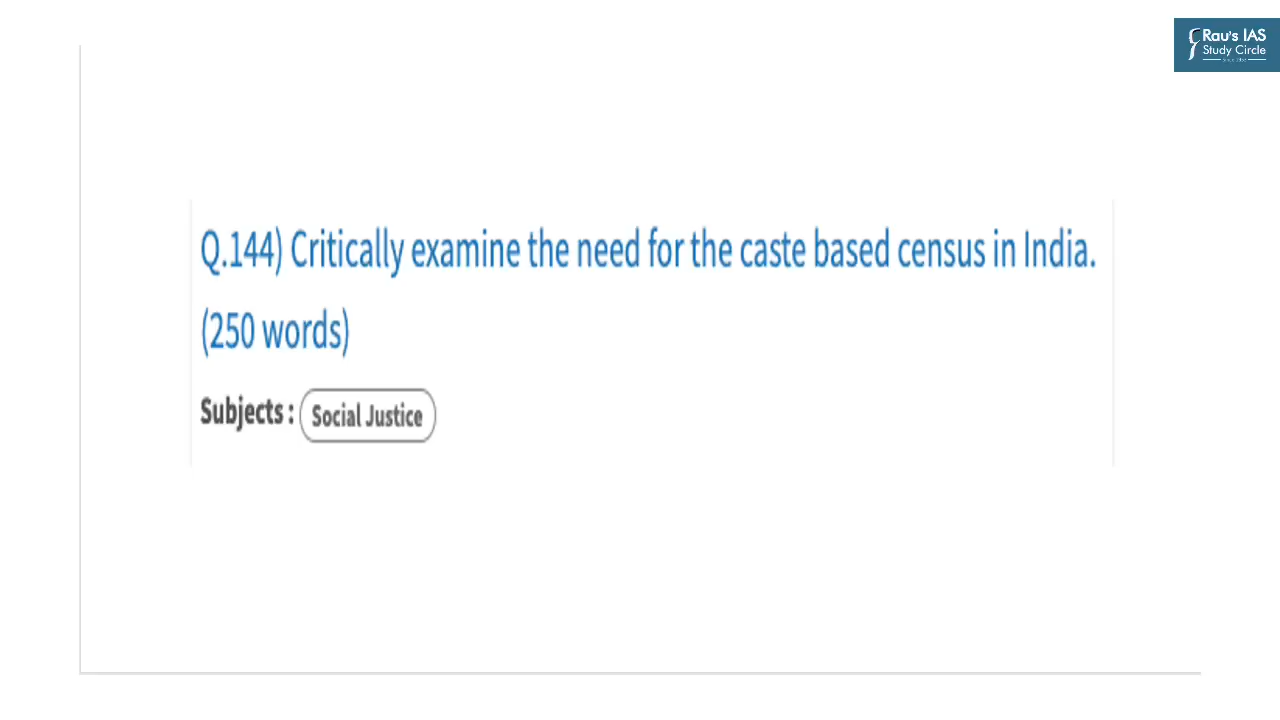 Rau's IAS
Study Circle
Q.144) Critically examine the need for the caste based census in India.
(250 words)
Subjects : Social Justice